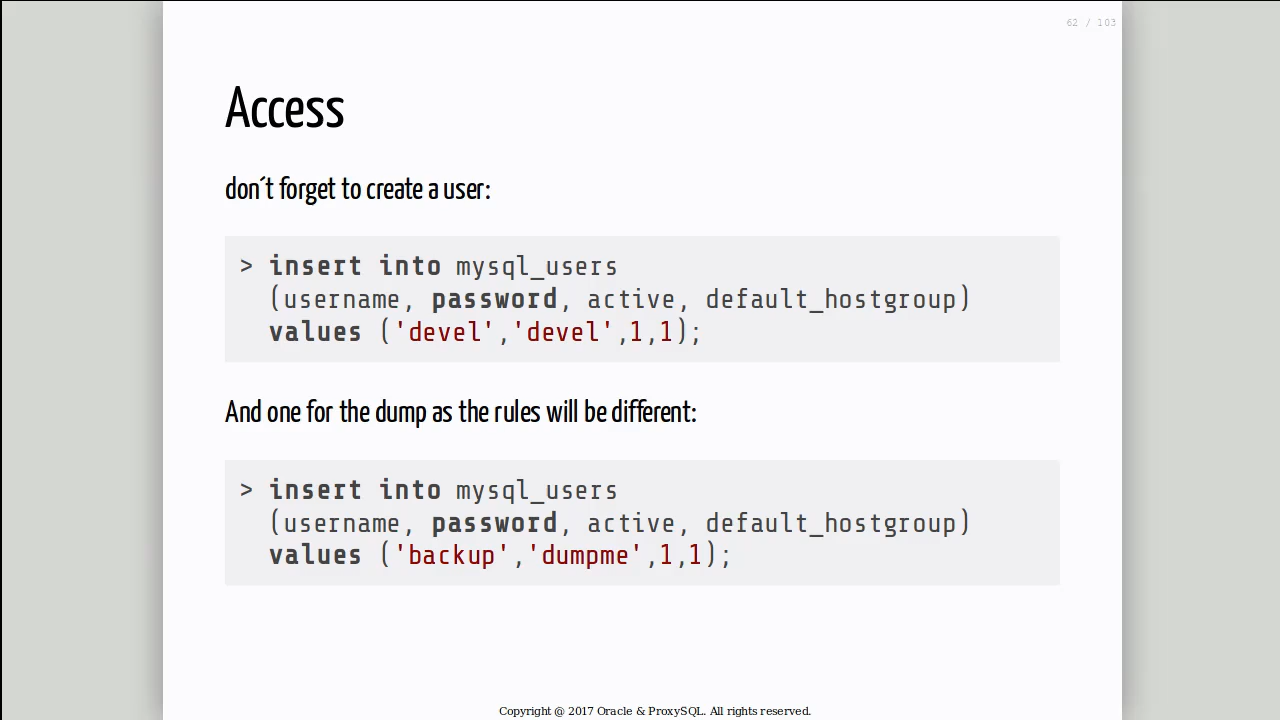 62 / 103
Access
don´t forget to create a user:
> insert into mysql_users
(username, password, active, default_hostgroup)
values ('devel','devel',1,1);
And one for the dump as the rules will be different:
> insert into mysql_users
(username, password, active, default_hostgroup)
values ('backup','dumpme',1,1);
Copyright @ 2017 Oracle & ProxySQL. All rights reserved.